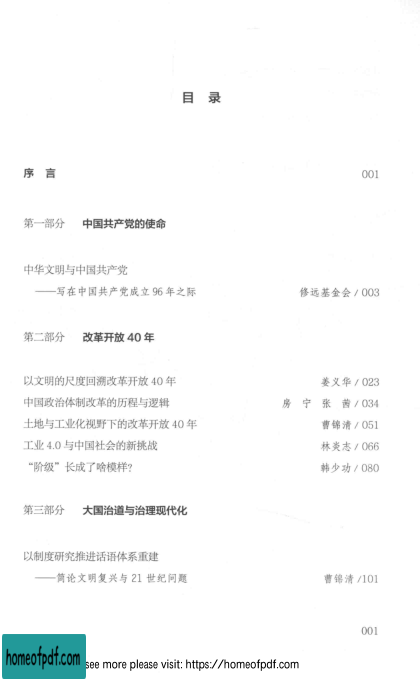 目 录
序 言 001
第一部分 中国共产党的使命
中华文明与中国共产党
——写在中国共产党成立 96 年之际 修远基金会 / 003
第二部分 改革开放 40 年
以文明的尺度回溯改革开放 40 年 姜义华 / 023
中国政治体制改革的历程与逻辑 房 宁 张 茜 / 034
土地与工业化视野下的改革开放 40 年 曹锦清 / 051
工业 4.0 与中国社会的新挑战 林炎志 / 066
“阶级”长成了啥模样? 韩少功 / 080
第三部分 大国治道与治理现代化
以制度研究推进话语体系重建
——简论文明复兴与 21 世纪问题 曹锦清 /101
001
homeofpdf.com see more please visit: https://homeofpdf.com